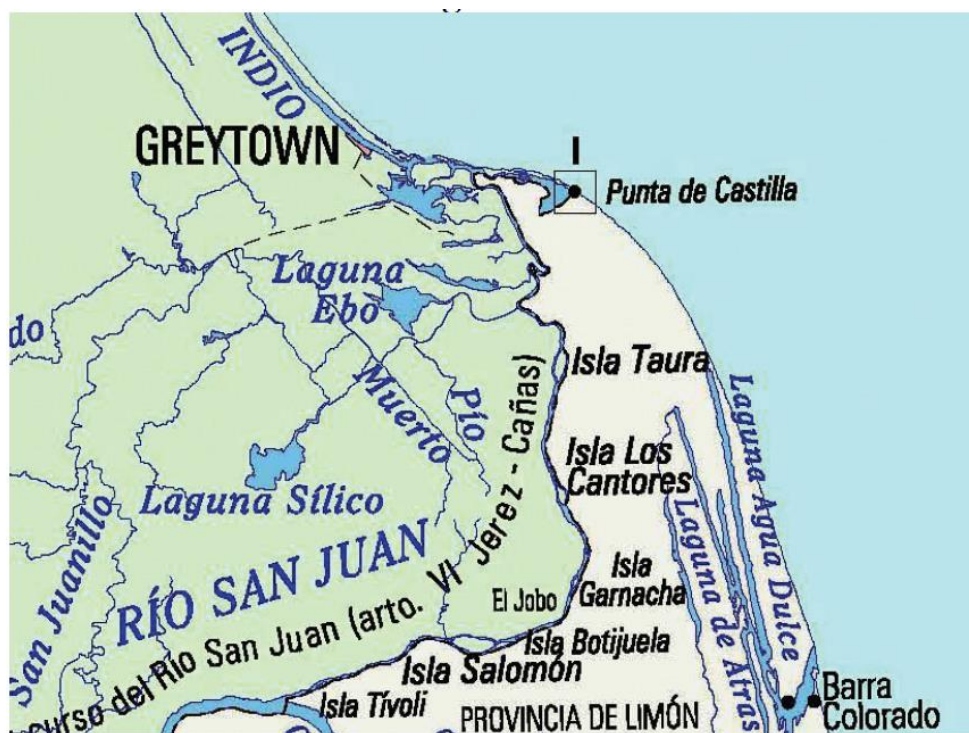 INDIO
GREYTOWN
I
Punta de Castilla
Laguna
Ebo
do
Isla Taura
Muerto
Pío
Isla Los
Cantores
Laguna Agua Dulce
Laguna Sílico
San Juanillo
RÍO SAN JUAN
Curso del Río San Juan (arto. VI Jerez - Cañas)
El Jobo
Isla
Garnacha
Laguna de Atras
Isla Botijuela
Isla Salomón
Isla Tívoli
PROVINCIA DE LIMÓN
Barra
Colorado